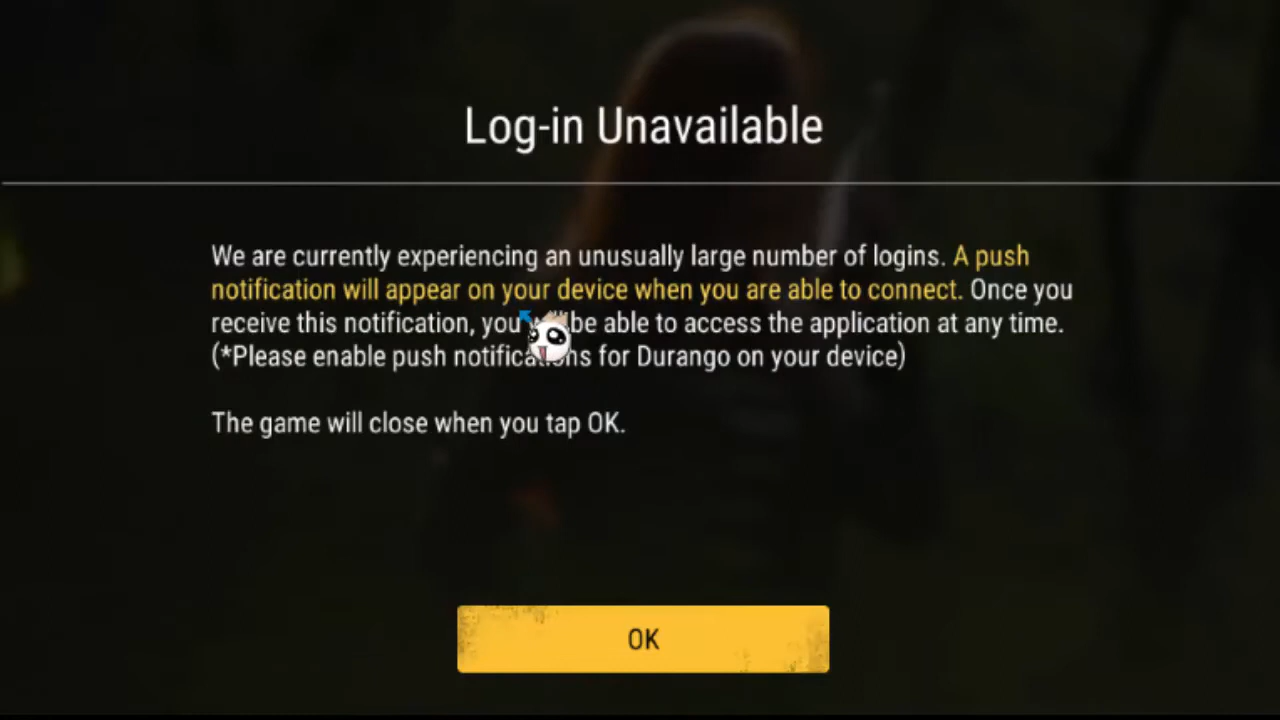 Log-in Unavailable
We are currently experiencing an unusually large number of logins. A push
notification will appear on your device when you are able to connect. Once you
receive this notification, you be able to access the application at any time.
(*Please enable push notifications for Durango on your device)
The game will close when you tap OK.
OK